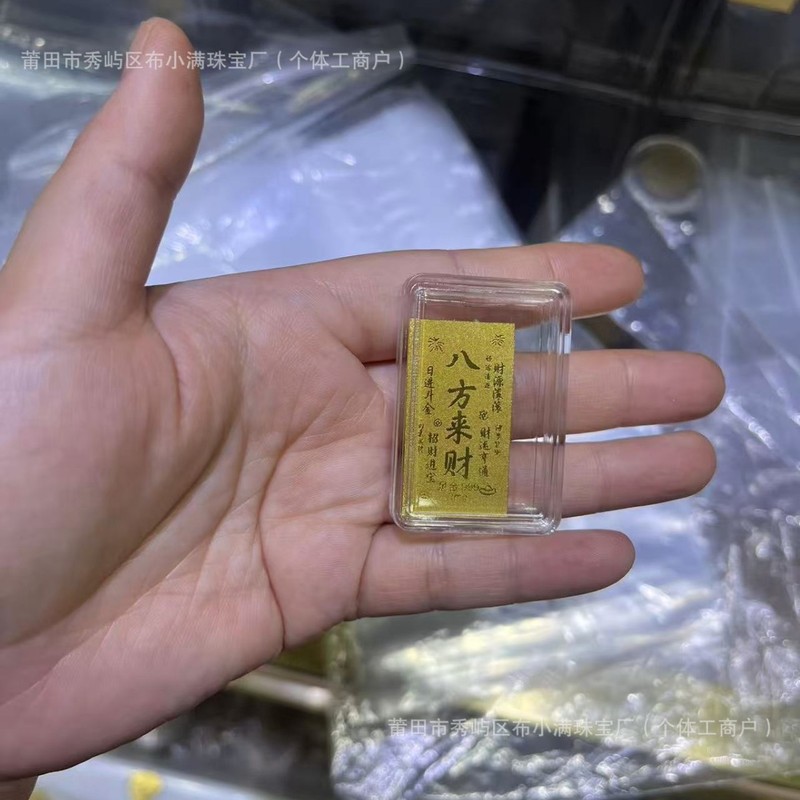 莆田市秀屿区布小满珠宝厂（个体工商户）
八方来财
财源滚滚
财运亨通
日进斗金
招财进宝
莆田市秀屿区布小满珠宝厂（个体工商户）